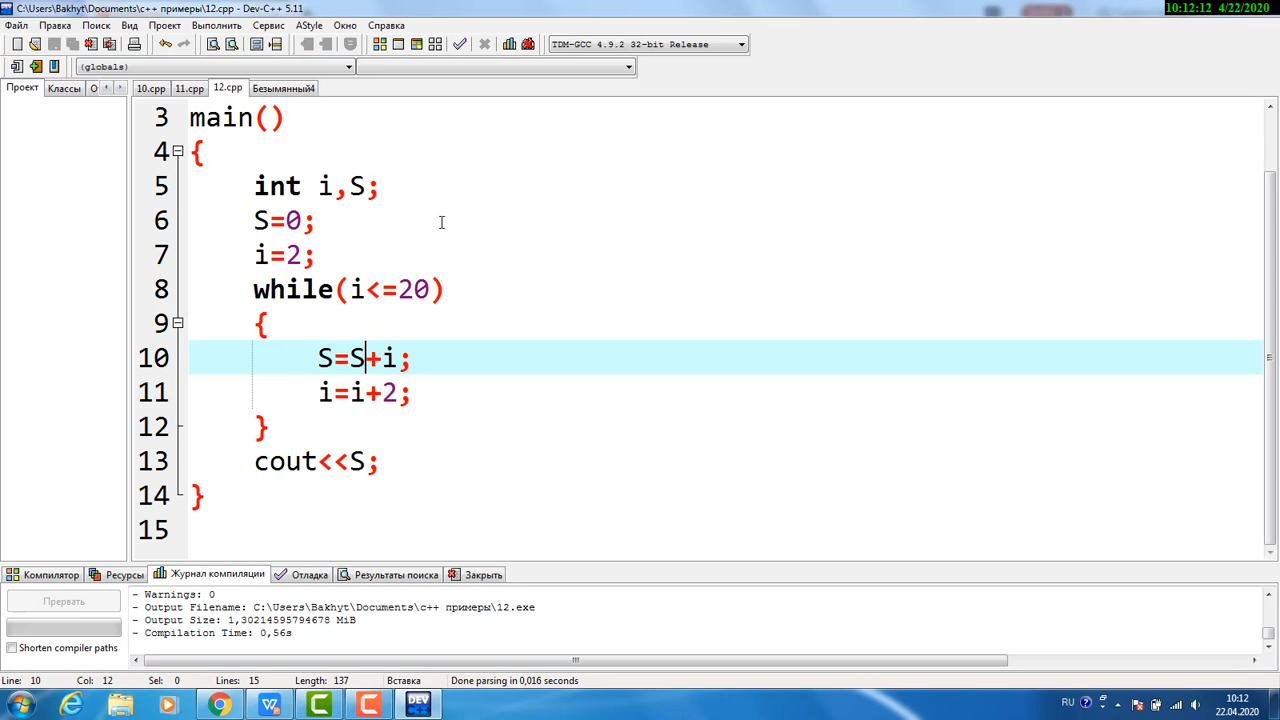 C:\Users\Bakhyt\Documents\c++ примеры\12.cpp - Dev-C++ 5.11
10:12:12 4/22/2020
Файл Правка Поиск Вид Проект Выполнить Сервис AStyle Окно Справка
TDM-GCC 4.9.2 32-bit Release
(globals)
Проект Классы О 10.cpp 11.cpp 12.cpp Безымянный4
3 main()
4 {
5 int i,S;
6 S=0;
7 i=2;
8 while(i<=20)
9 {
10 S=S+i;
11 i=i+2;
12 }
13 cout<<S;
14 }
15
Компилятор Ресурсы Журнал компиляции Отладка Результаты поиска Закрыть
Прервать
Shorten compiler paths
- Warnings: 0
- Output Filename: C:\Users\Bakhyt\Documents\c++ примеры\12.exe
- Output Size: 1,30214595794678 MiB
- Compilation Time: 0,56s
Line: 10 Col: 12 Sel: 0 Lines: 15 Length: 137 Вставка Done parsing in 0,016 seconds
DEV
RU 10:12
22.04.2020